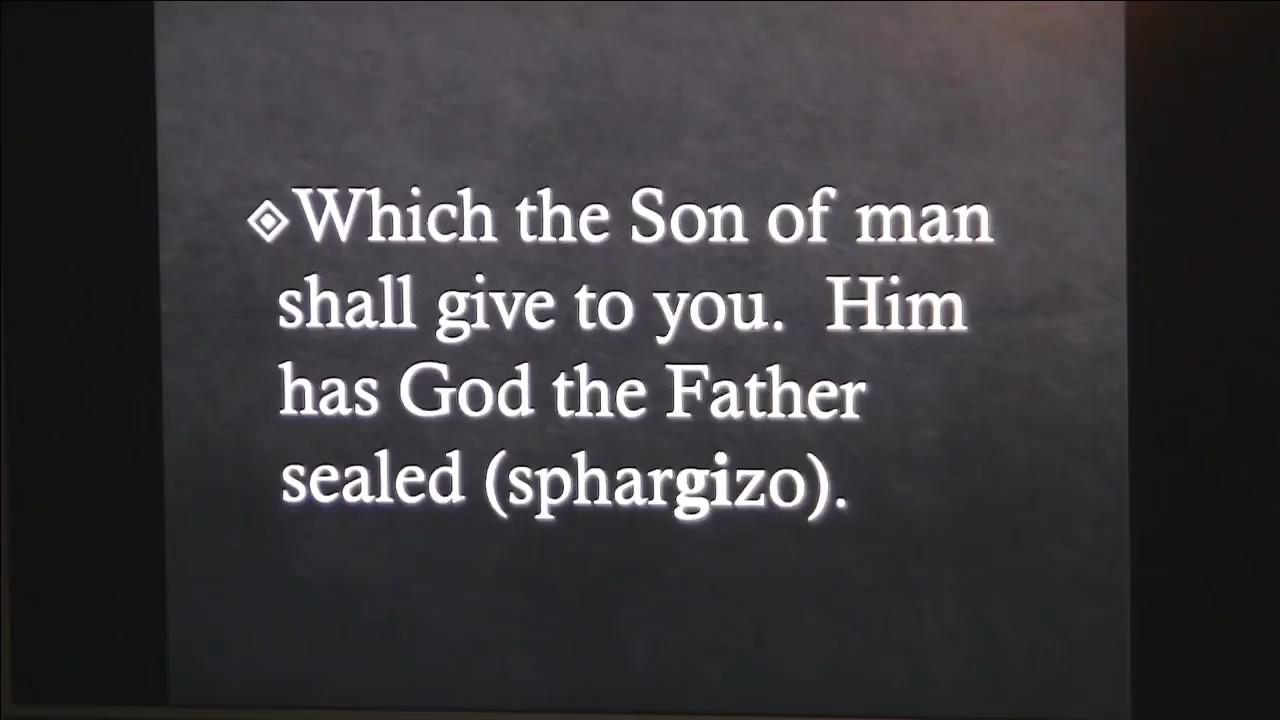 Which the Son of man
shall give to you. Him
has God the Father
sealed (sphargizo).